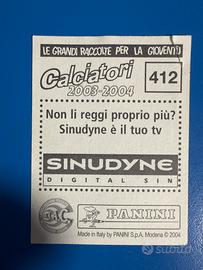 LE GRANDI RACCOLTE PER LA GIOVENTÙ
Calciatori
2003-2004
412
Non li reggi proprio più?
Sinudyne è il tuo tv
SINUDYNE
DIGITAL SIN
PANINI
Made in Italy by PANINI S.p.A. Modena © 2004
subito